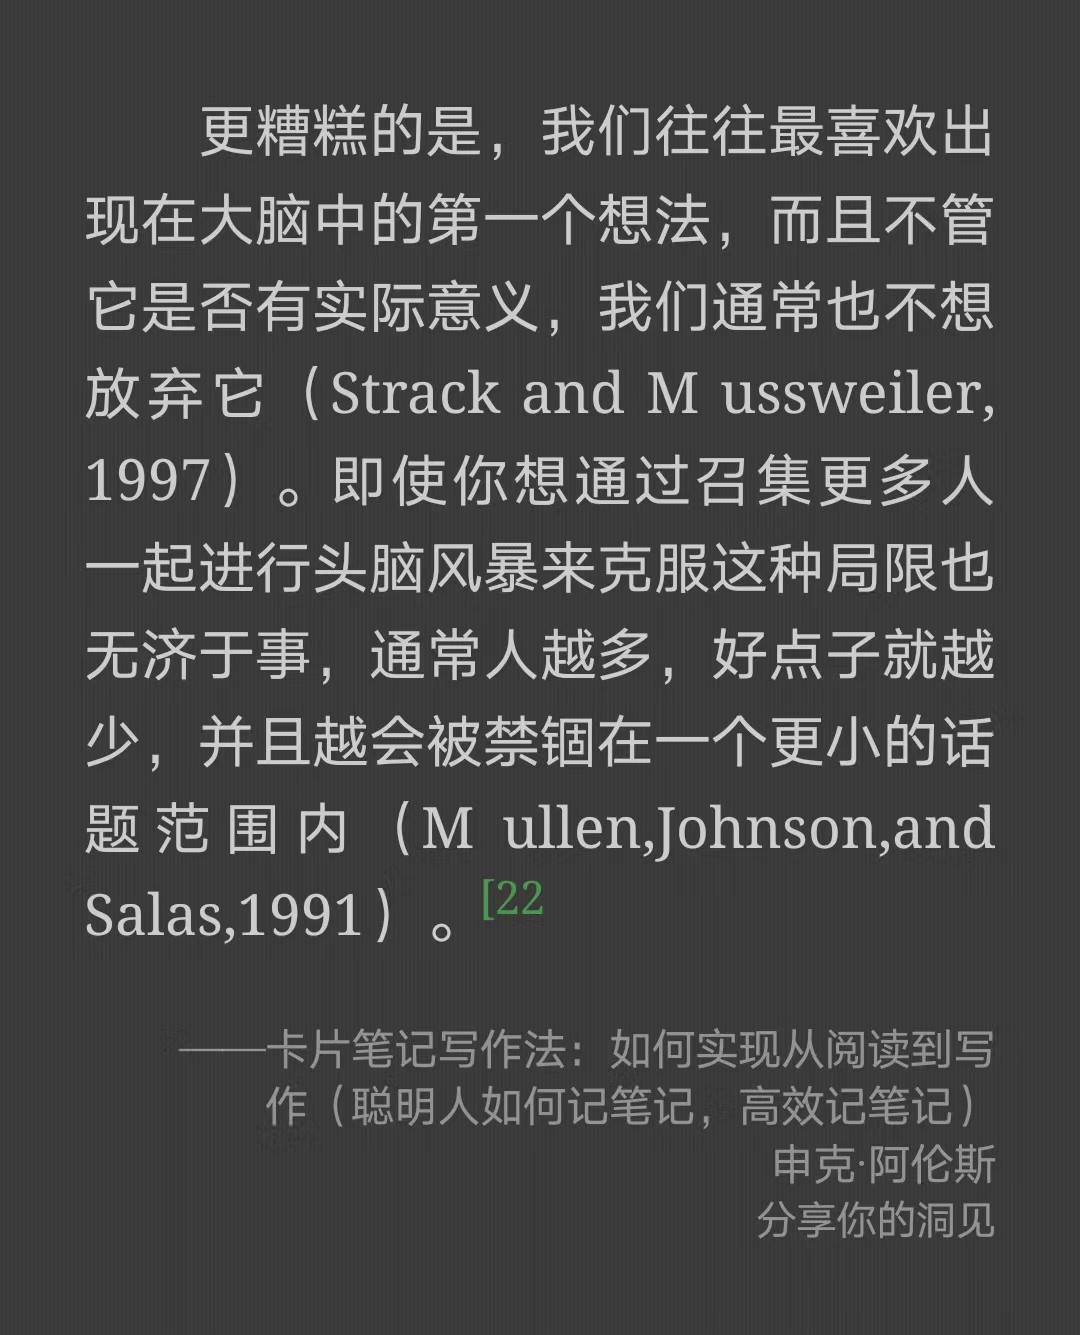 更糟糕的是，我们往往最喜欢出
现在大脑中的第一个想法，而且不管
它是否有实际意义，我们通常也不想
放弃它（Strack and M ussweiler,
1997）。即使你想通过召集更多人
一起进行头脑风暴来克服这种局限也
无济于事，通常人越多，好点子就越
少，并且越会被禁锢在一个更小的话
题范围内（M ullen,Johnson,and
Salas,1991）。[22
——卡片笔记写作法：如何实现从阅读到写
作（聪明人如何记笔记，高效记笔记）
申克·阿伦斯
分享你的洞见